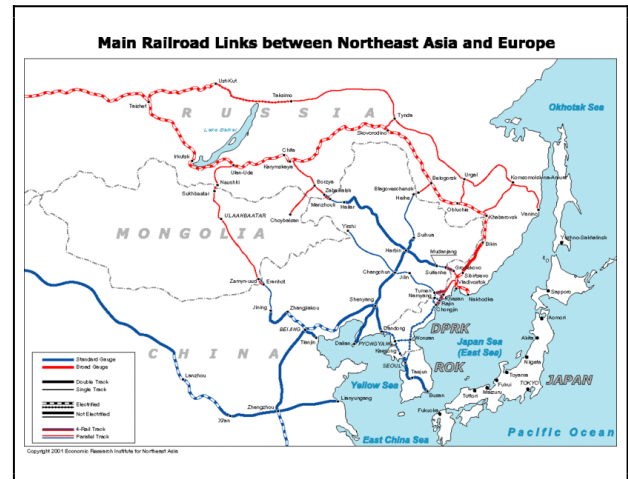 Main Railroad Links between Northeast Asia and Europe
Okhotsk Sea
Ust-Kut
Taksimo
Taishet
RUSSIA
Tynda
Lake Baikal
Skovorodino
Chita
Urgal
Komsomolsk-na-Amure
Irkutsk
Ulan-Ude
Karymskaya
Belogorsk
Naushki
Borzya
Zabaikalsk
Blagoveschensk
Sukhbaatar
Manzhouli
Hailar
Heihe
Obluchie
Vanino
ULAANBAATAR
Choybalsan
Khabarovsk
MONGOLIA
Yirshi
Suihua
Bikin
Yuzhno-Sakhalinsk
Harbin
Mudanjiang
Zamyn-uud
Erenhot
Changchun
Jilin
Suifenhe
Grodekovo
Sibirtsevo
Vladivostok
Tumen
Namyang
Khasan
Rajin
Chongjin
Nakhodka
Sapporo
Jining
Zhangjiakou
Shenyang
Aomori
BEIJING
Dandong
DPRK
Tianjin
Dalian
PYONGYANG
Wonsan
Japan Sea
(East Sea)
Akita
CHINA
Kaesong
SEOUL
ROK
Niigata
Standard Gauge
Broad Gauge
Lanzhou
Yellow Sea
Taejon
Toyama
Fukui
TOKYO
JAPAN
Double Track
Single Track
Zhengzhou
Lianyungang
Busan
Tottori
Maizuru
Electrified
Not Electrified
Xi'an
Fukuoka
4-Rail Track
Parallel Track
East China Sea
Pacific Ocean
Copyright 2001 Economic Research Institute for Northeast Asia